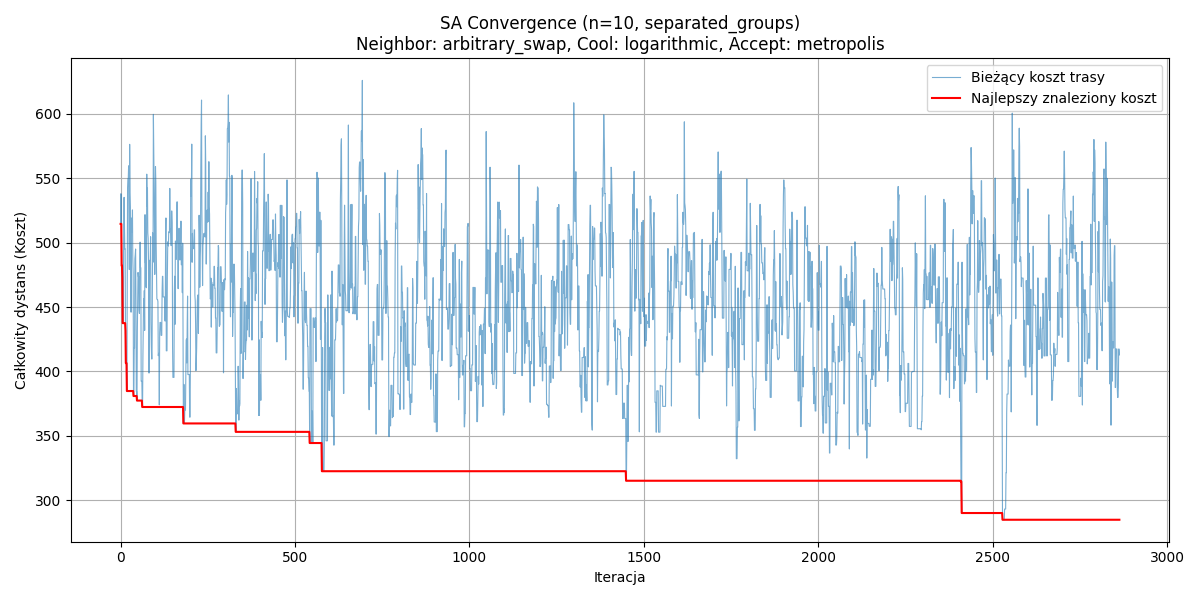 SA Convergence (n=10, separated_groups)
Neighbor: arbitrary_swap, Cool: logarithmic, Accept: metropolis
Bieżący koszt trasy
Najlepszy znaleziony koszt
Całkowity dystans (Koszt)
600
550
500
450
400
350
300
0
500
1000
1500
2000
2500
3000
Iteracja